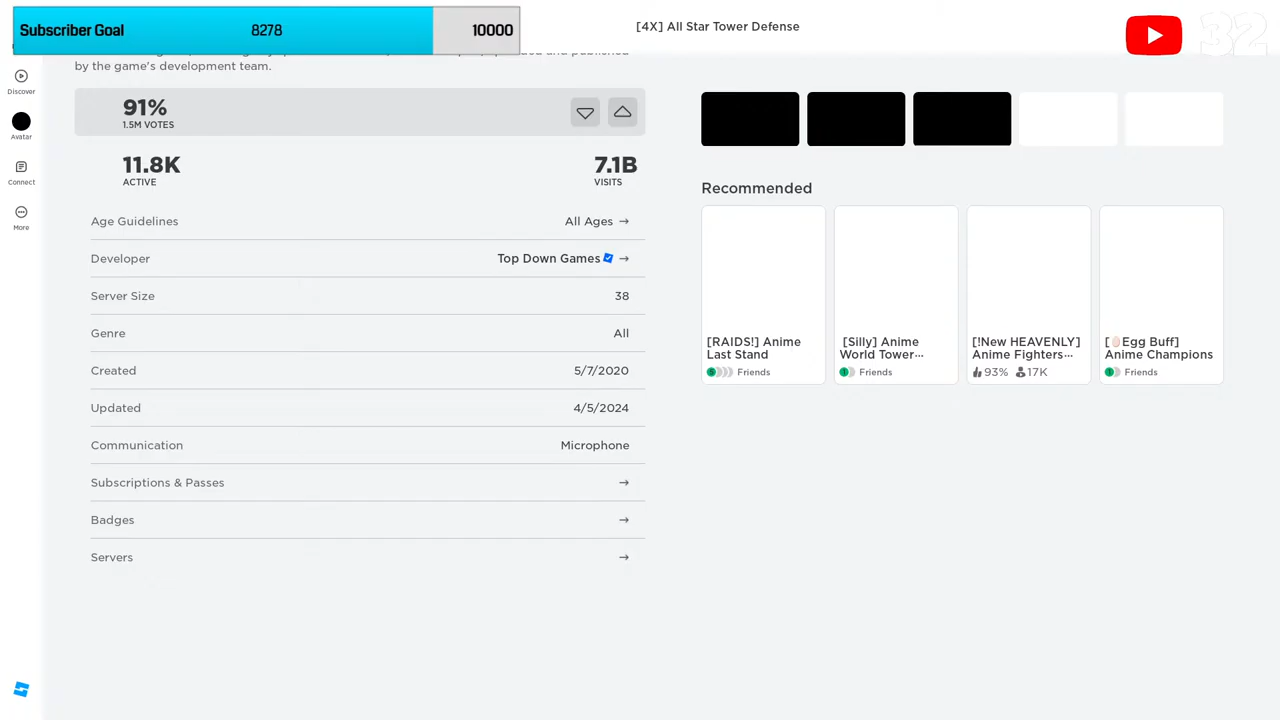 Subscriber Goal 8278 10000
[4X] All Star Tower Defense
32
by the game's development team.
Discover
Avatar
Connect
More
91%
1.5M VOTES
11.8K
ACTIVE
7.1B
VISITS
Age Guidelines All Ages →
Developer Top Down Games →
Server Size 38
Genre All
Created 5/7/2020
Updated 4/5/2024
Communication Microphone
Subscriptions & Passes →
Badges →
Servers →
Recommended
[RAIDS!] Anime
Last Stand
Friends
[Silly] Anime
World Tower...
Friends
[!New HEAVENLY]
Anime Fighters...
93% 17K
[🥚Egg Buff]
Anime Champions
Friends